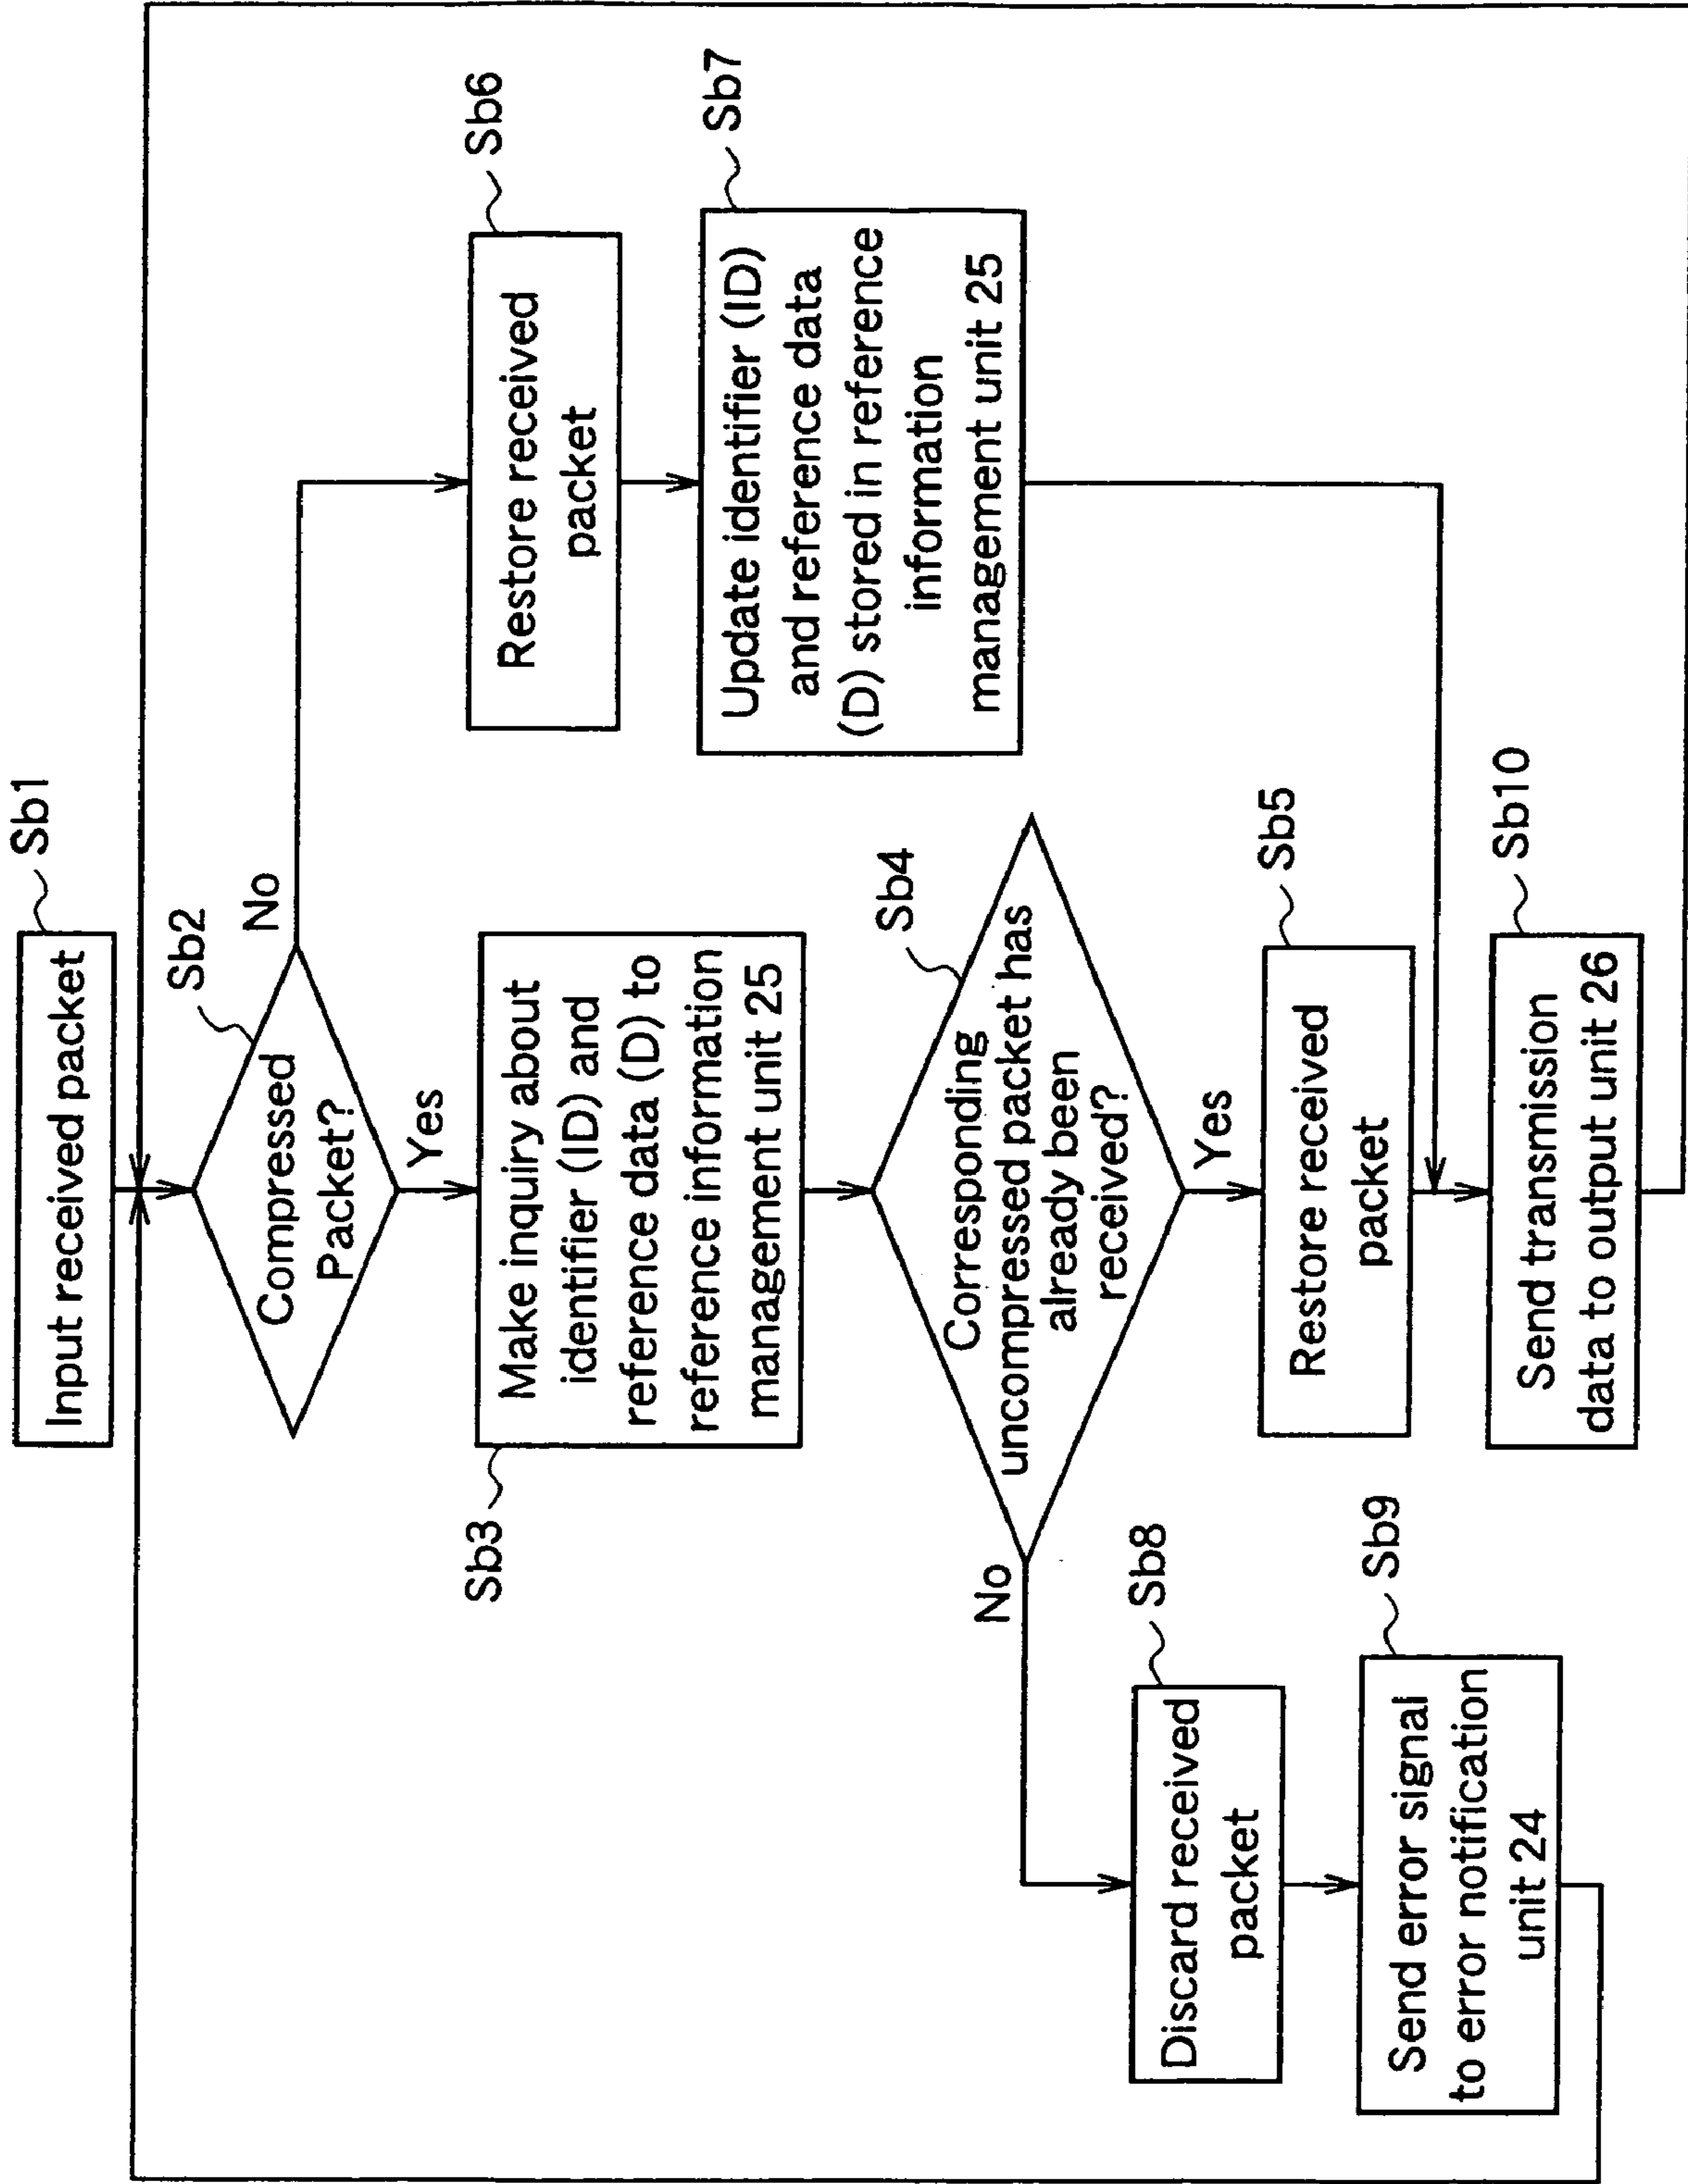 Input received packet
Sb1
Compressed
Packet?
Sb2
No
Yes
Make inquiry about
identifier (ID) and
reference data (D) to
reference information
management unit 25
Sb3
Corresponding
uncompressed packet has
already been
received?
Sb4
No
Yes
Restore received
packet
Sb5
Restore received
packet
Sb6
Update identifier (ID)
and reference data
(D) stored in reference
information
management unit 25
Sb7
Discard received
packet
Sb8
Send error signal
to error notification
unit 24
Sb9
Send transmission
data to output unit 26
Sb10